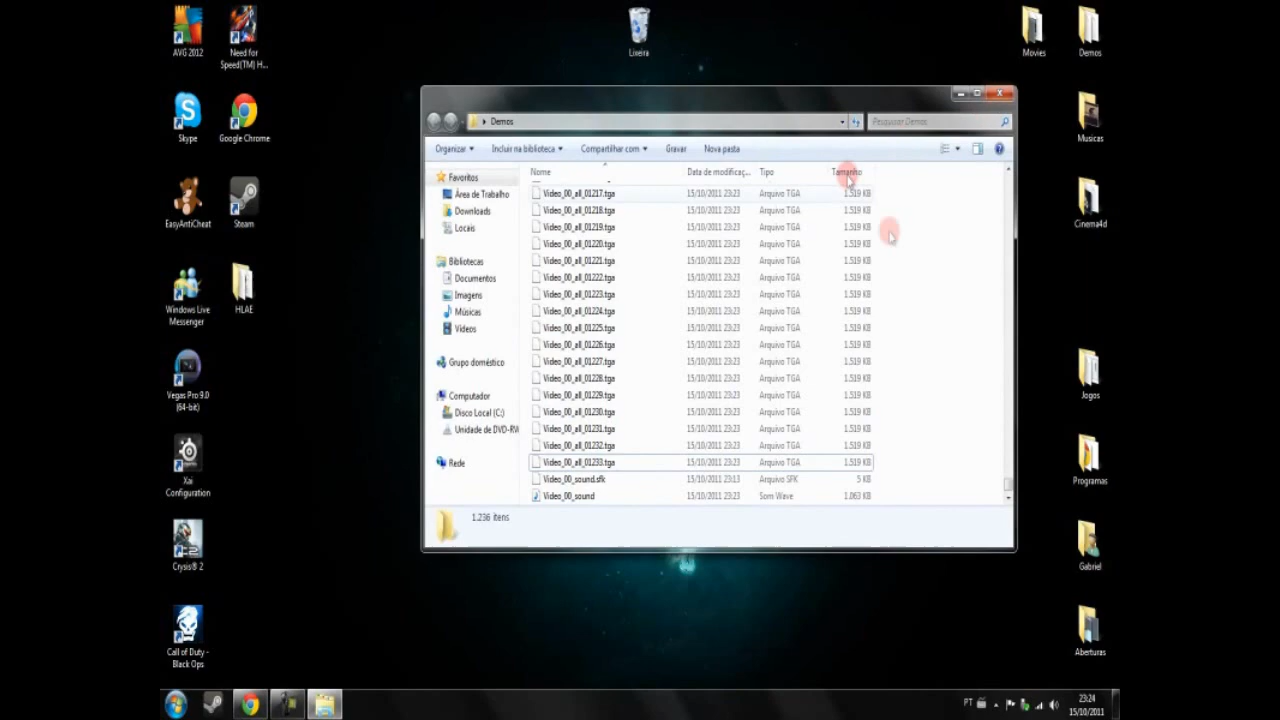 AVG 2012
Need for
Speed(TM) H...
Lixeira
Movies
Demos
Skype
Google Chrome
Musicas
EasyAntiCheat
Steam
Cinema4d
Windows Live
Messenger
HLAE
Vegas Pro 9.0
(64-bit)
Jogos
Xai
Configuration
Programas
Crysis® 2
Gabriel
Call of Duty -
Black Ops
Aberturas
Demos
Pesquisar Demos
Organizar
Incluir na biblioteca
Compartilhar com
Gravar
Nova pasta
Favoritos
Área de Trabalho
Downloads
Locais
Bibliotecas
Documentos
Imagens
Músicas
Vídeos
Grupo doméstico
Computador
Disco Local (C:)
Unidade de DVD-RW
Rede
Nome Data de modificaç... Tipo Tamanho
Video_00_all_01217.tga 15/10/2011 23:23 Arquivo TGA 1.519 KB
Video_00_all_01218.tga 15/10/2011 23:23 Arquivo TGA 1.519 KB
Video_00_all_01219.tga 15/10/2011 23:23 Arquivo TGA 1.519 KB
Video_00_all_01220.tga 15/10/2011 23:23 Arquivo TGA 1.519 KB
Video_00_all_01221.tga 15/10/2011 23:23 Arquivo TGA 1.519 KB
Video_00_all_01222.tga 15/10/2011 23:23 Arquivo TGA 1.519 KB
Video_00_all_01223.tga 15/10/2011 23:23 Arquivo TGA 1.519 KB
Video_00_all_01224.tga 15/10/2011 23:23 Arquivo TGA 1.519 KB
Video_00_all_01225.tga 15/10/2011 23:23 Arquivo TGA 1.519 KB
Video_00_all_01226.tga 15/10/2011 23:23 Arquivo TGA 1.519 KB
Video_00_all_01227.tga 15/10/2011 23:23 Arquivo TGA 1.519 KB
Video_00_all_01228.tga 15/10/2011 23:23 Arquivo TGA 1.519 KB
Video_00_all_01229.tga 15/10/2011 23:23 Arquivo TGA 1.519 KB
Video_00_all_01230.tga 15/10/2011 23:23 Arquivo TGA 1.519 KB
Video_00_all_01231.tga 15/10/2011 23:23 Arquivo TGA 1.519 KB
Video_00_all_01232.tga 15/10/2011 23:23 Arquivo TGA 1.519 KB
Video_00_all_01233.tga 15/10/2011 23:23 Arquivo TGA 1.519 KB
Video_00_sound.sfk 15/10/2011 23:13 Arquivo SFK 5 KB
Video_00_sound 15/10/2011 23:23 Som Wave 1.063 KB
1.236 itens
PT
23:24
15/10/2011